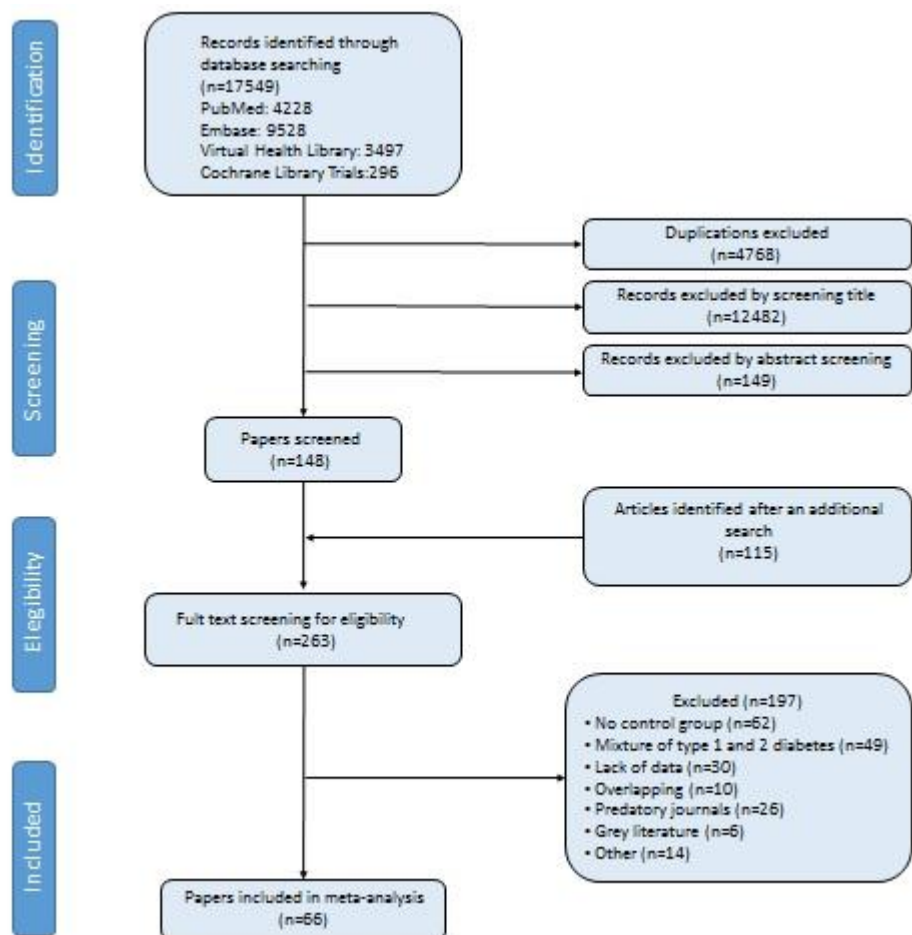 Identification
Records identified through
database searching
(n=17549)
PubMed: 4228
Embase: 9528
Virtual Health Library: 3497
Cochrane Library Trials:296
Duplications excluded
(n=4768)
Screening
Records excluded by screening title
(n=12482)
Records excluded by abstract screening
(n=149)
Papers screened
(n=148)
Elegibility
Articles identified after an additional
search
(n=115)
Full text screening for eligibility
(n=263)
Included
Excluded (n=197)
• No control group (n=62)
• Mixture of type 1 and 2 diabetes (n=49)
• Lack of data (n=30)
• Overlapping (n=10)
• Predatory journals (n=26)
• Grey literature (n=6)
• Other (n=14)
Papers included in meta-analysis
(n=66)